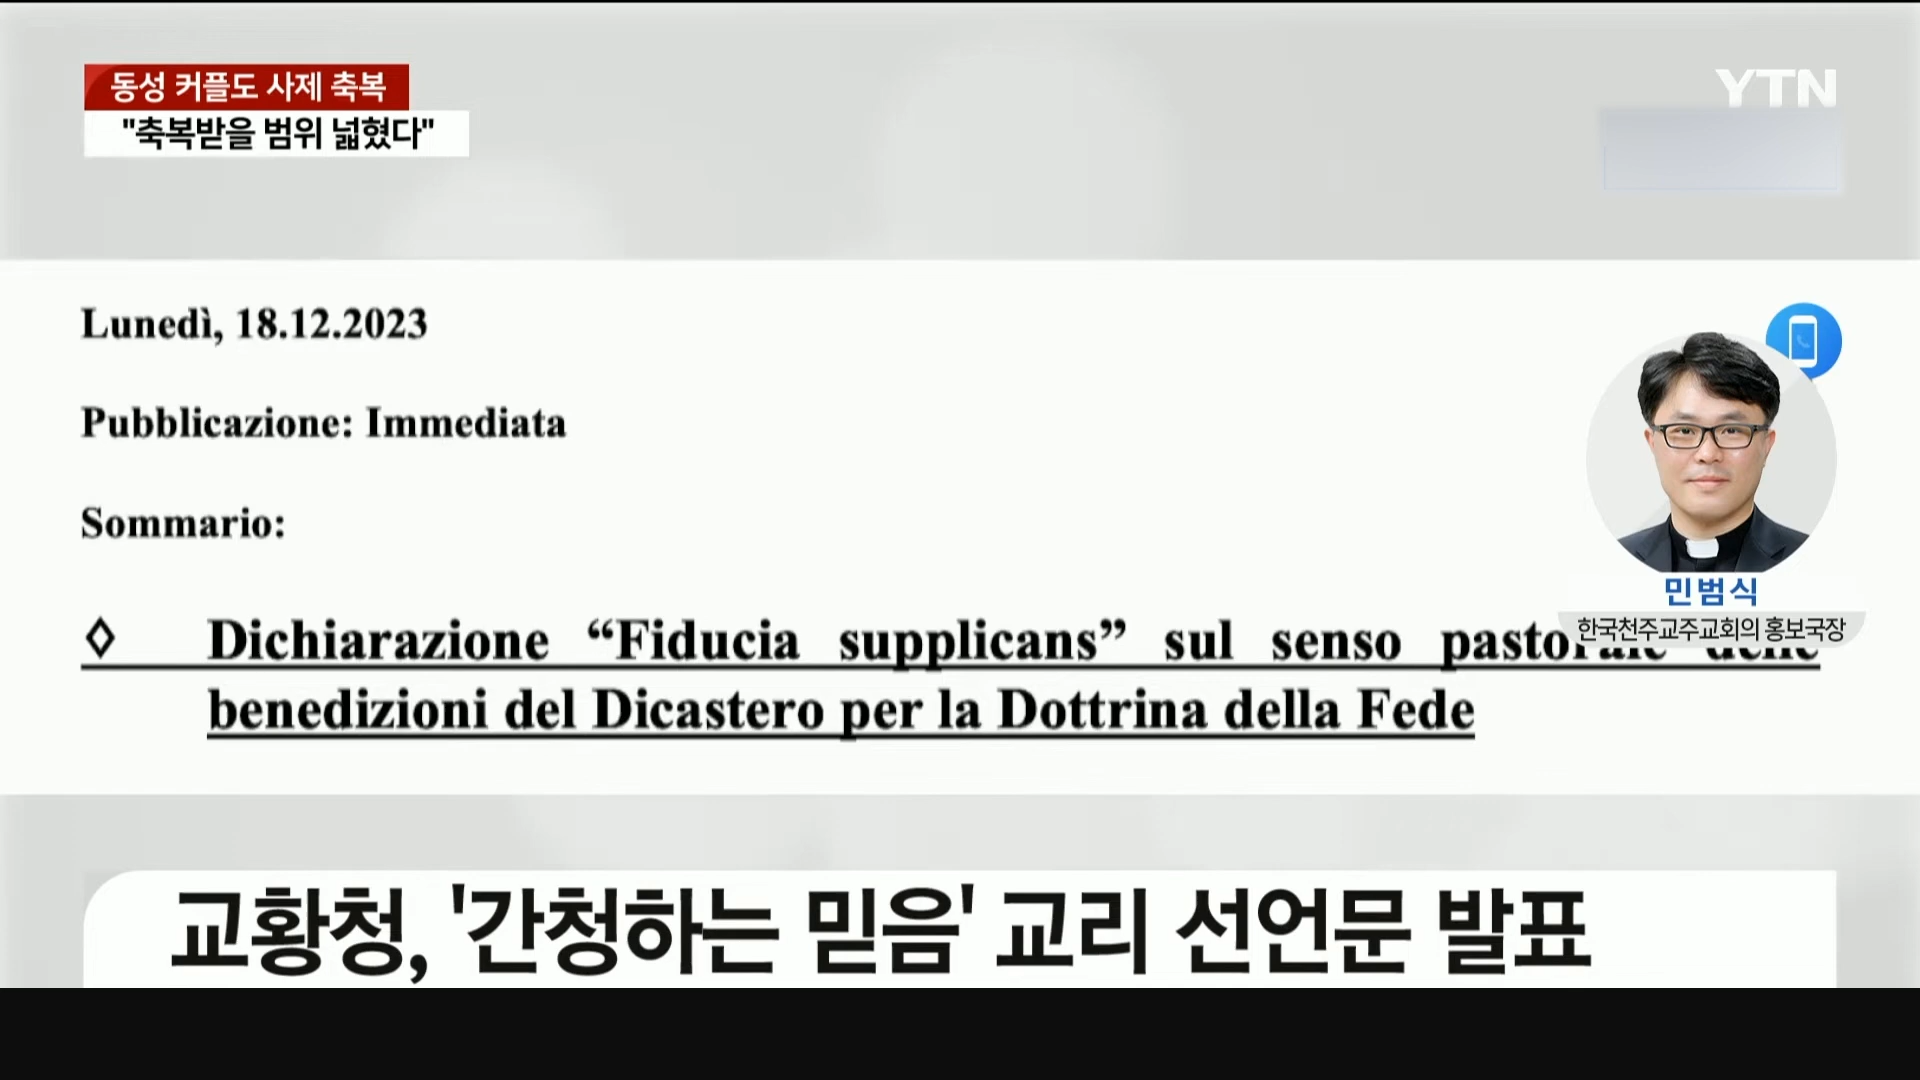 동성 커플도 사제 축복
"축복받을 범위 넓혔다"
YTN
Lunedì, 18.12.2023
Pubblicazione: Immediata
Sommario:
민범식
한국천주교주교회의 홍보국장
◊ Dichiarazione “Fiducia supplicans” sul senso pastorale delle
benedizioni del Dicastero per la Dottrina della Fede
교황청, '간청하는 믿음' 교리 선언문 발표